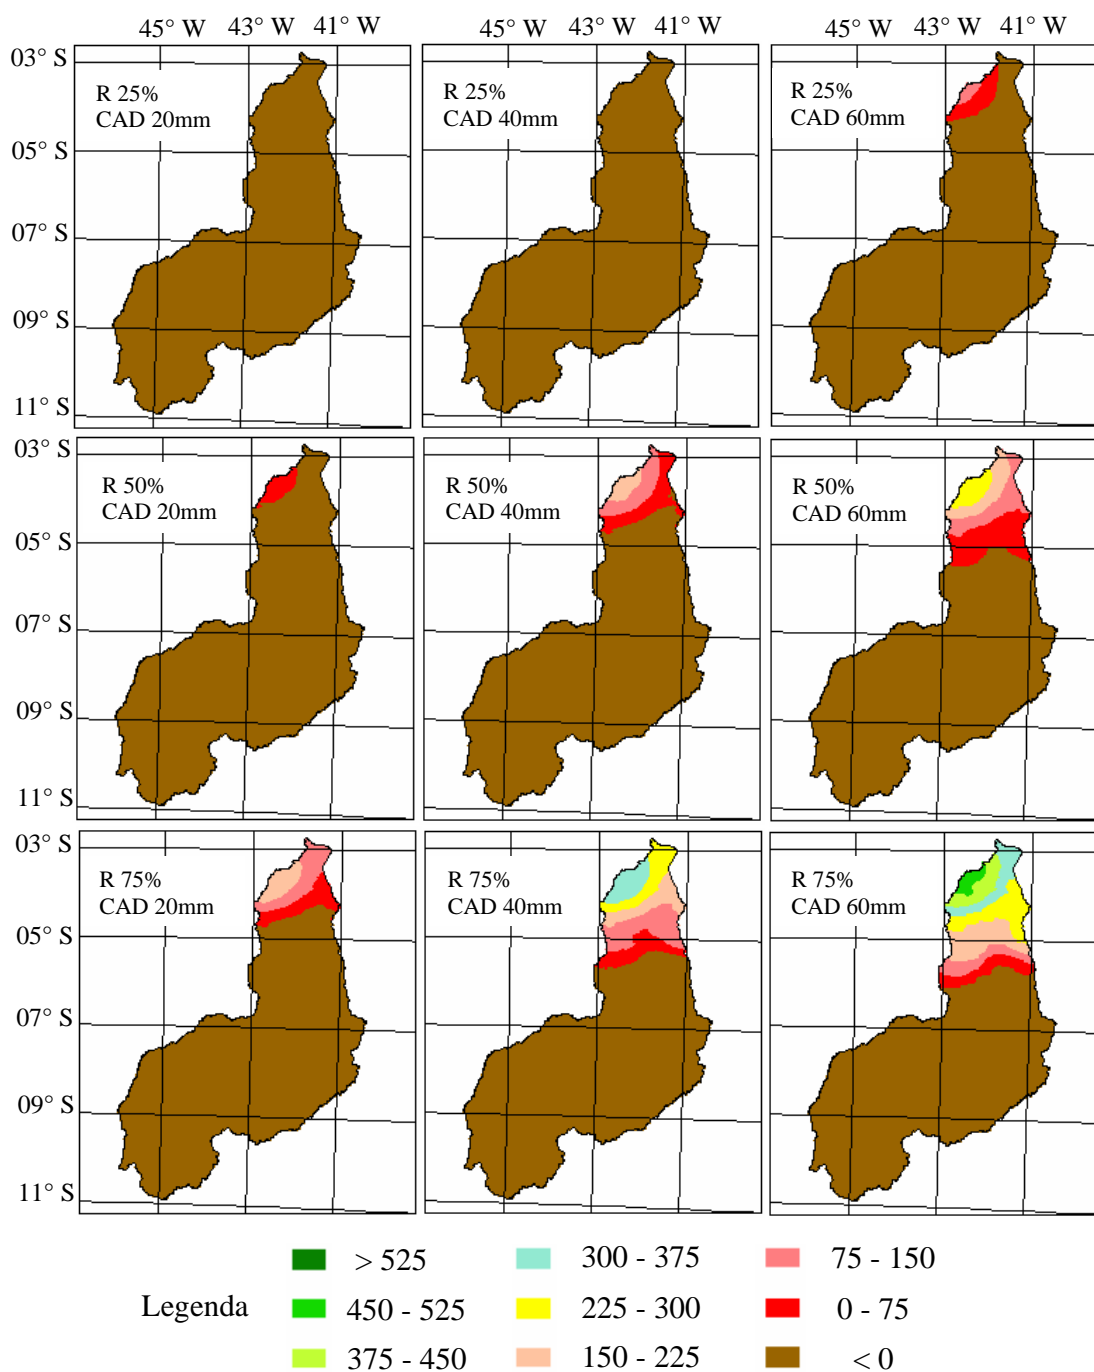 45° W 43° W 41° W 45° W 43° W 41° W 45° W 43° W 41° W
03° S
R 25%
CAD 20mm
R 25%
CAD 40mm
R 25%
CAD 60mm
05° S
07° S
09° S
11° S
03° S
R 50%
CAD 20mm
R 50%
CAD 40mm
R 50%
CAD 60mm
05° S
07° S
09° S
11° S
03° S
R 75%
CAD 20mm
R 75%
CAD 40mm
R 75%
CAD 60mm
05° S
07° S
09° S
11° S
> 525 300 - 375 75 - 150
Legenda 450 - 525 225 - 300 0 - 75
375 - 450 150 - 225 < 0